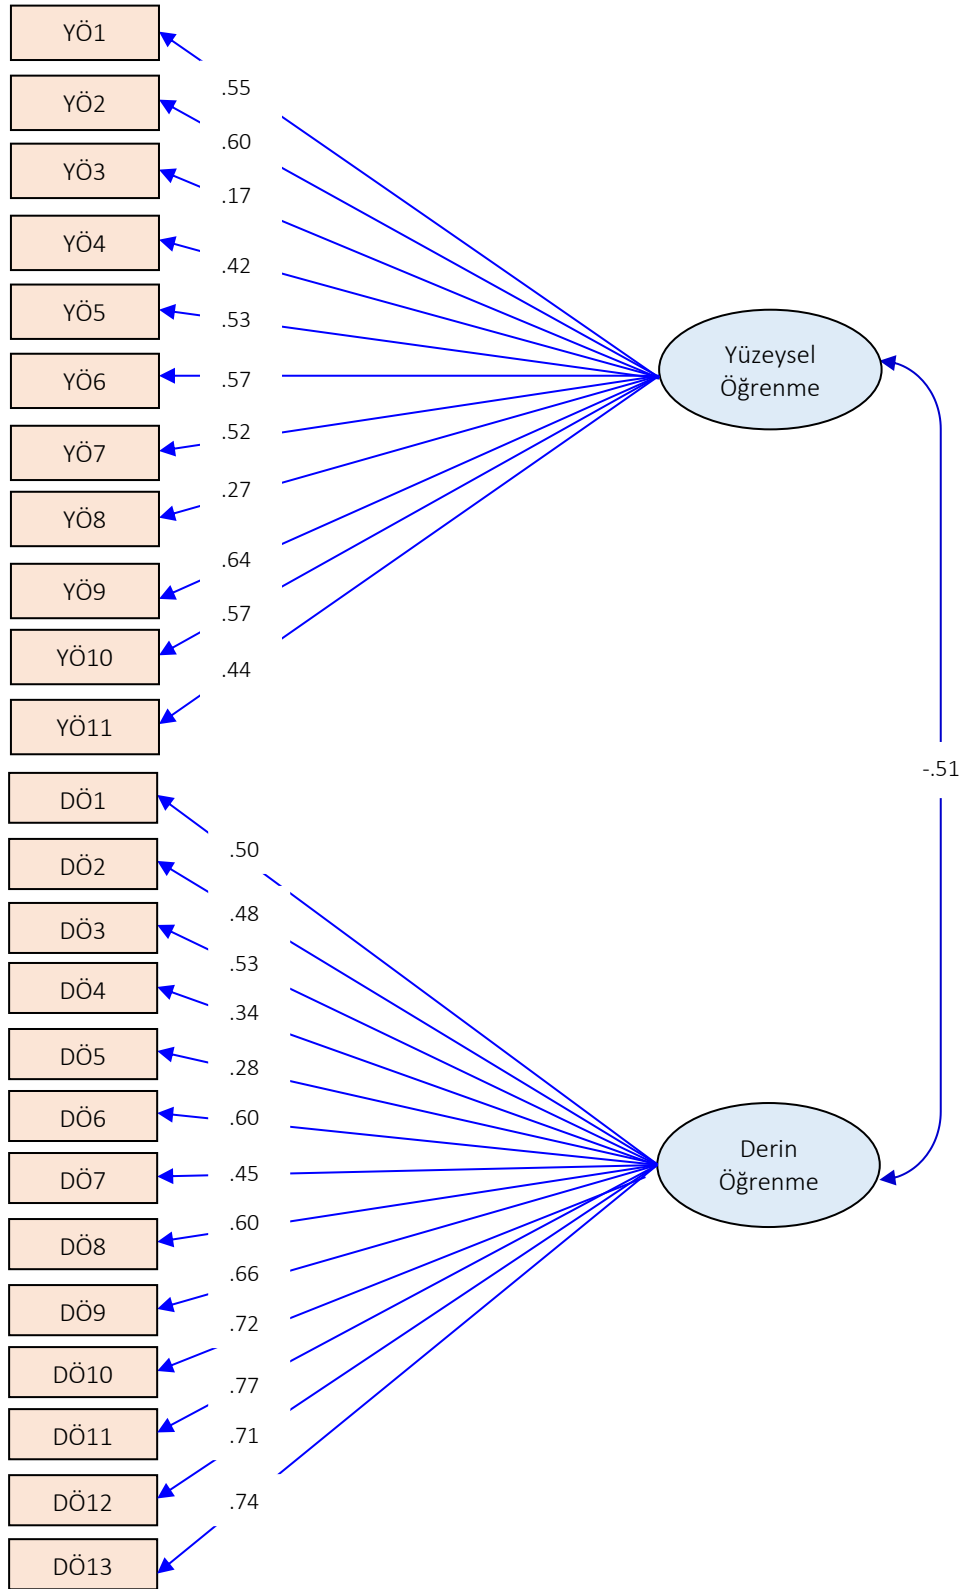 YÖ1
.55
YÖ2
.60
YÖ3
.17
YÖ4
.42
YÖ5
.53
YÖ6
.57
YÖ7
.52
YÖ8
.27
YÖ9
.64
YÖ10
.57
YÖ11
.44
Yüzeysel
Öğrenme
-.51
DÖ1
.50
DÖ2
.48
DÖ3
.53
DÖ4
.34
DÖ5
.28
DÖ6
.60
DÖ7
.45
DÖ8
.60
DÖ9
.66
DÖ10
.72
DÖ11
.77
DÖ12
.71
DÖ13
.74
Derin
Öğrenme